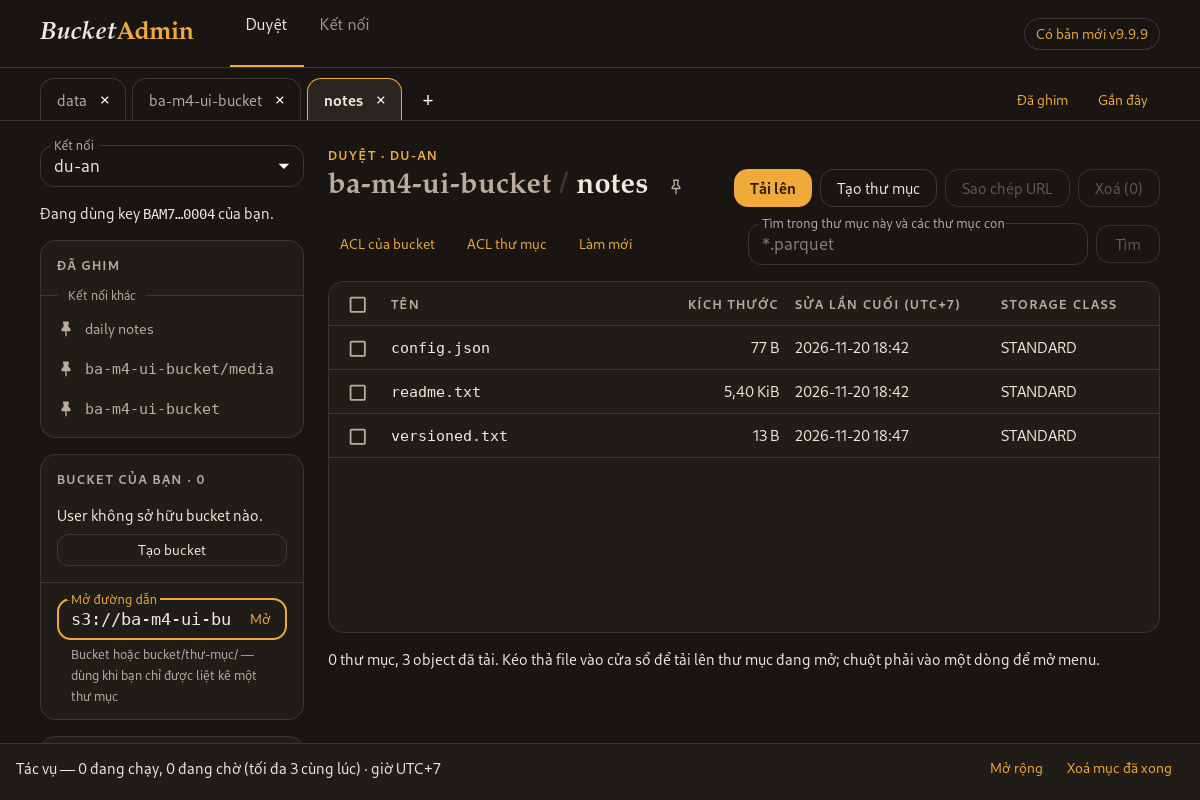 BucketAdmin
Duyệt
Kết nối
Có bản mới v9.9.9
data ×
ba-m4-ui-bucket ×
notes ×
+
Đã ghim
Gần đây
Kết nối
du-an
Đang dùng key BAM7…0004 của bạn.
ĐÃ GHIM
Kết nối khác
daily notes
ba-m4-ui-bucket/media
ba-m4-ui-bucket
BUCKET CỦA BẠN · 0
User không sở hữu bucket nào.
Tạo bucket
Mở đường dẫn
s3://ba-m4-ui-bu Mở
Bucket hoặc bucket/thư-mục/ —
dùng khi bạn chỉ được liệt kê một
thư mục
DUYỆT · DU-AN
ba-m4-ui-bucket / notes
Tải lên
Tạo thư mục
Sao chép URL
Xoá (0)
ACL của bucket
ACL thư mục
Làm mới
Tìm trong thư mục này và các thư mục con
*.parquet
Tìm
TÊN KÍCH THƯỚC SỬA LẦN CUỐI (UTC+7) STORAGE CLASS
config.json 77 B 2026-11-20 18:42 STANDARD
readme.txt 5,40 KiB 2026-11-20 18:42 STANDARD
versioned.txt 13 B 2026-11-20 18:47 STANDARD
0 thư mục, 3 object đã tải. Kéo thả file vào cửa sổ để tải lên thư mục đang mở; chuột phải vào một dòng để mở menu.
Tác vụ — 0 đang chạy, 0 đang chờ (tối đa 3 cùng lúc) · giờ UTC+7
Mở rộng
Xoá mục đã xong